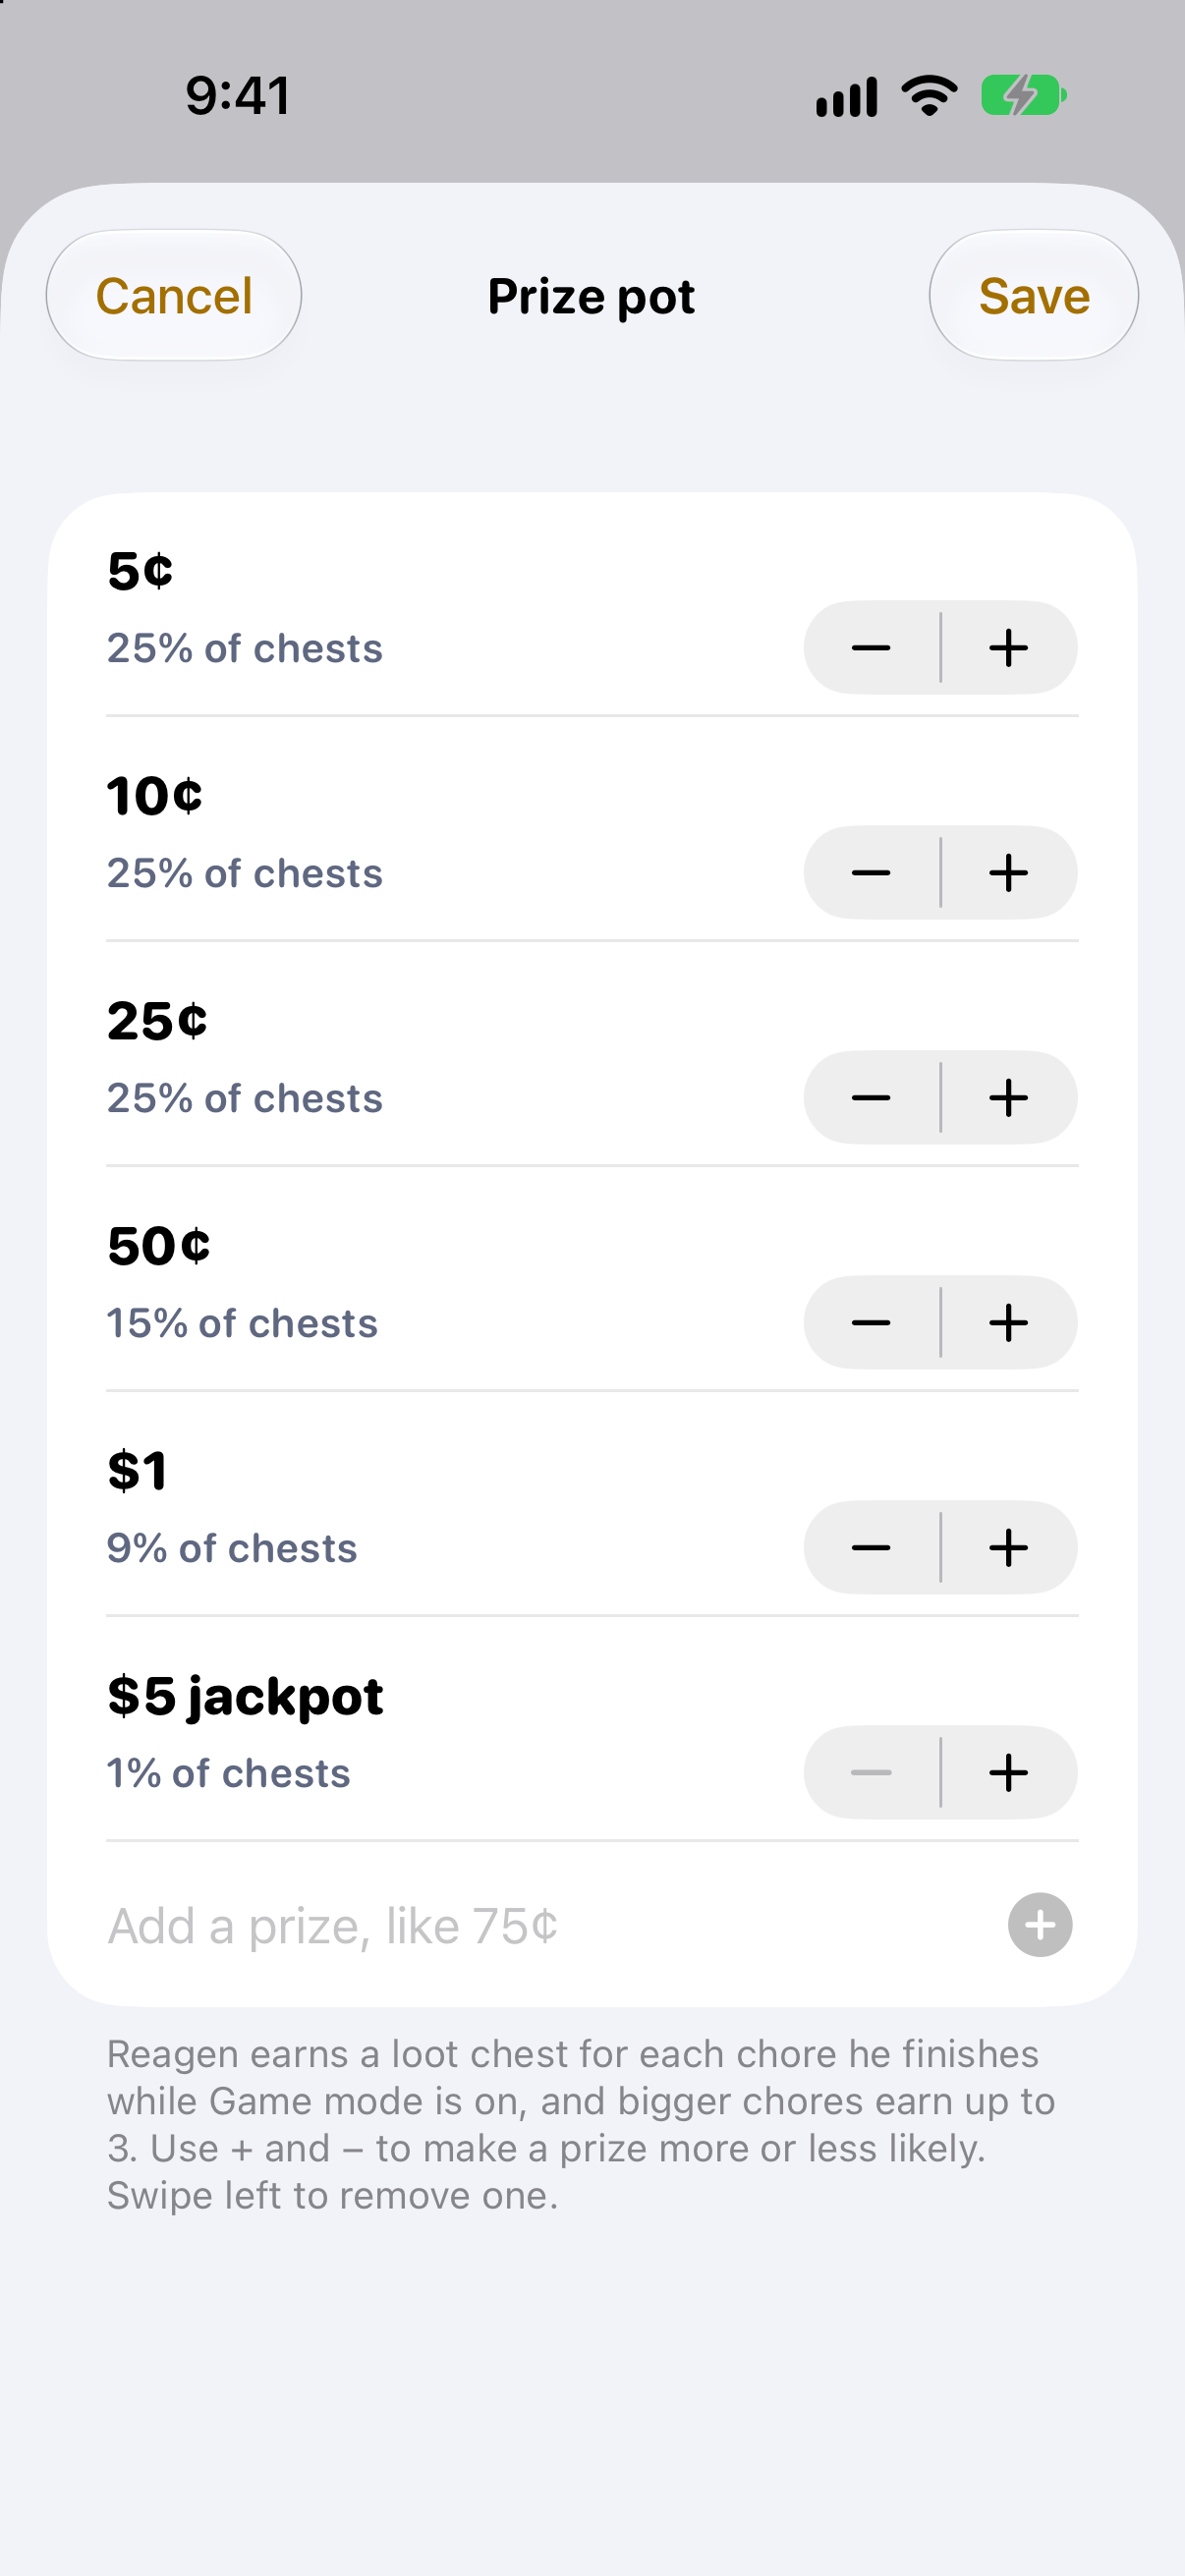 9:41
Cancel
Prize pot
Save
5¢
25% of chests
10¢
25% of chests
25¢
25% of chests
50¢
15% of chests
$1
9% of chests
$5 jackpot
1% of chests
Add a prize, like 75¢
Reagen earns a loot chest for each chore he finishes
while Game mode is on, and bigger chores earn up to
3. Use + and – to make a prize more or less likely.
Swipe left to remove one.